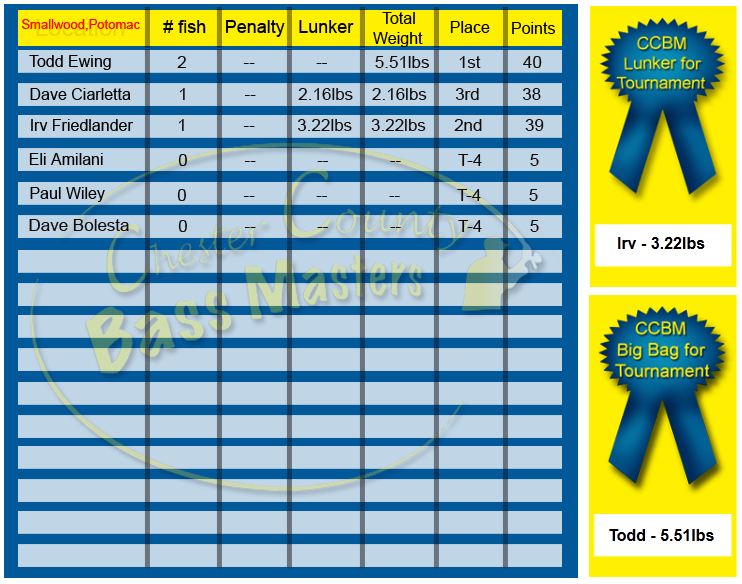 Smallwood,Potomac # fish Penalty Lunker Total Weight Place Points
Location
Todd Ewing 2 -- -- 5.51lbs 1st 40
Dave Ciarletta 1 -- 2.16lbs 2.16lbs 3rd 38
Irv Friedlander 1 -- 3.22lbs 3.22lbs 2nd 39
Eli Amilani 0 -- -- -- T-4 5
Paul Wiley 0 -- -- -- T-4 5
Dave Bolesta 0 -- -- -- T-4 5
Chester County
Bass Masters
CCBM
Lunker for
Tournament
Irv - 3.22lbs
CCBM
Big Bag for
Tournament
Todd - 5.51lbs